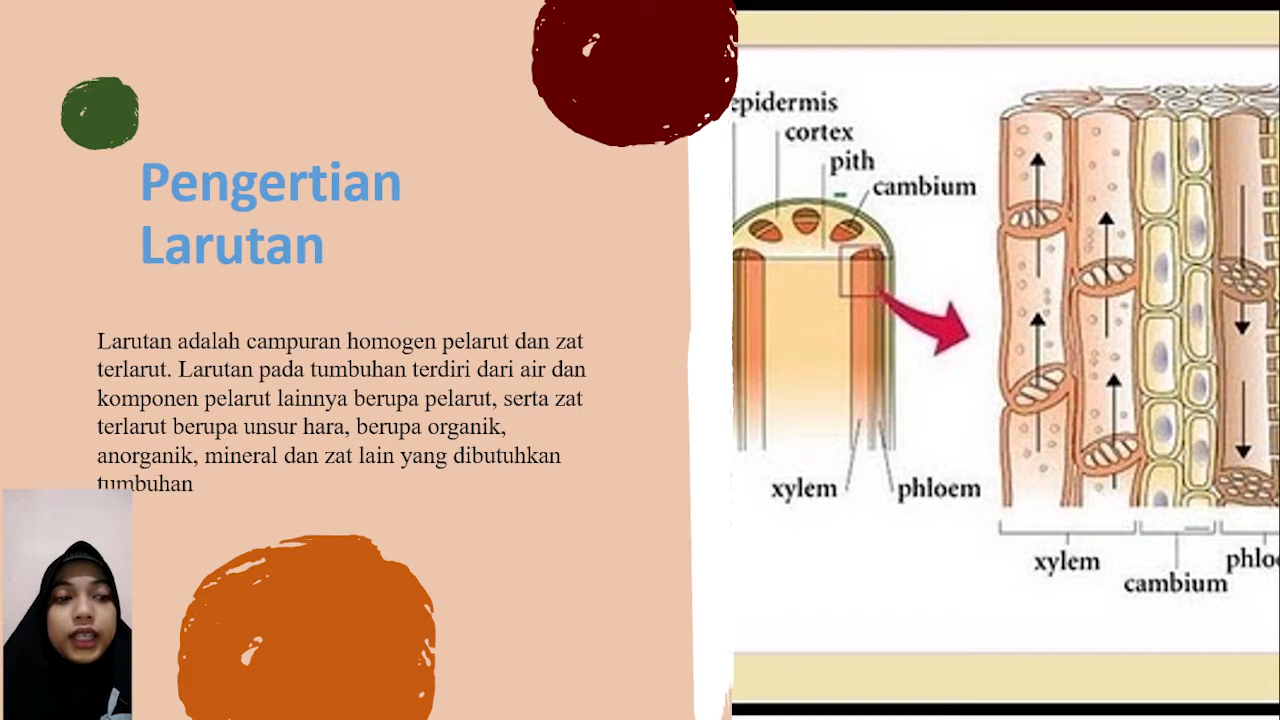 Pengertian
Larutan
Larutan adalah campuran homogen pelarut dan zat
terlarut. Larutan pada tumbuhan terdiri dari air dan
komponen pelarut lainnya berupa pelarut, serta zat
terlarut berupa unsur hara, berupa organik,
anorganik, mineral dan zat lain yang dibutuhkan
tumbuhan
epidermis
cortex
pith
cambium
xylem
phloem
xylem
cambium
phlo